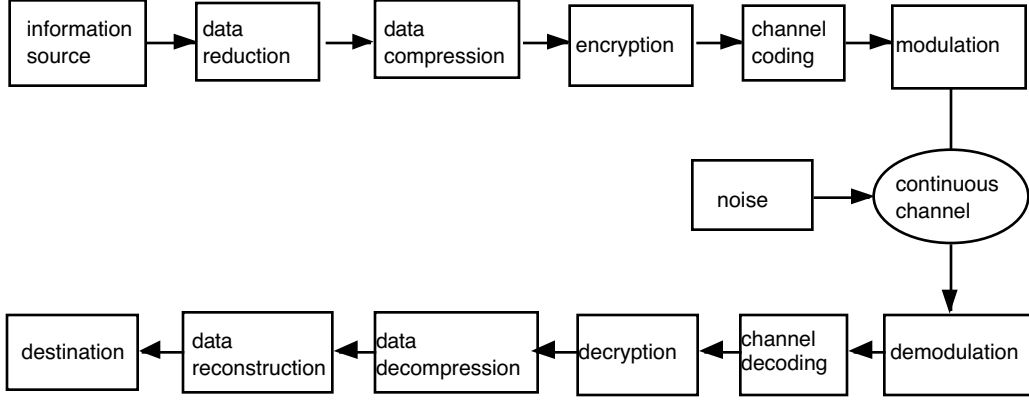 information
source
data
reduction
data
compression
encryption
channel
coding
modulation
noise
continuous
channel
destination
data
reconstruction
data
decompression
decryption
channel
decoding
demodulation